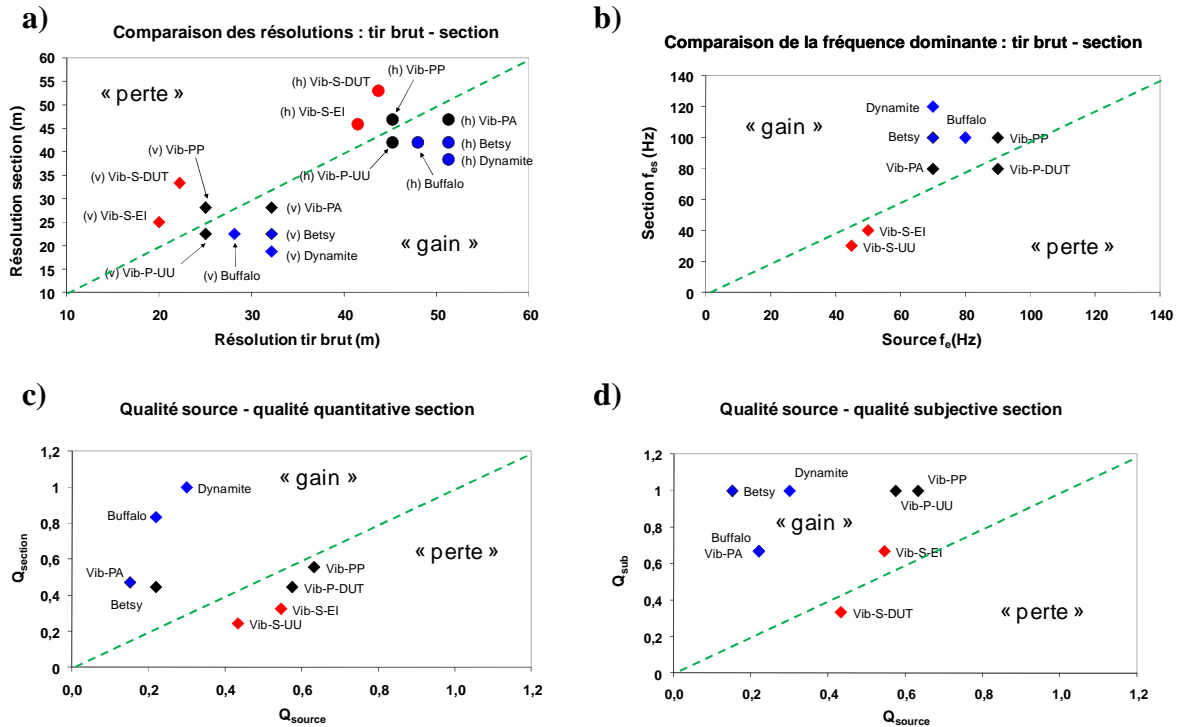 a)
Comparaison des résolutions : tir brut - section
Résolution section (m)
60
55
50
45
40
35
30
25
20
15
10
« perte »
(h) Vib-S-DUT
(h) Vib-PP
(h) Vib-S-EI
(h) Vib-PA
(h) Betsy
(h) Dynamite
(h) Vib-P-UU
(h) Buffalo
(v) Vib-PP
(v) Vib-S-DUT
(v) Vib-S-EI
(v) Vib-PA
(v) Betsy
(v) Dynamite
(v) Vib-P-UU
(v) Buffalo
« gain »
10 20 30 40 50 60
Résolution tir brut (m)
b)
Comparaison de la fréquence dominante : tir brut - section
Section fes (Hz)
140
120
100
80
60
40
20
0
« gain »
Dynamite
Buffalo
Betsy
Vib-PP
Vib-PA
Vib-P-DUT
Vib-S-EI
Vib-S-UU
« perte »
0 20 40 60 80 100 120 140
Source fe(Hz)
c)
Qualité source - qualité quantitative section
Qsection
1,2
1
0,8
0,6
0,4
0,2
0
« gain »
Dynamite
Buffalo
« perte »
Vib-PA
Vib-PP
Betsy
Vib-P-DUT
Vib-S-EI
Vib-S-UU
0,0 0,2 0,4 0,6 0,8 1,0 1,2
Qsource
d)
Qualité source - qualité subjective section
Qsub
1,2
1
0,8
0,6
0,4
0,2
0
Dynamite
Vib-PP
Betsy
Vib-P-UU
« gain »
Buffalo
Vib-PA
Vib-S-EI
Vib-S-DUT
« perte »
0,0 0,2 0,4 0,6 0,8 1,0 1,2
Qsource